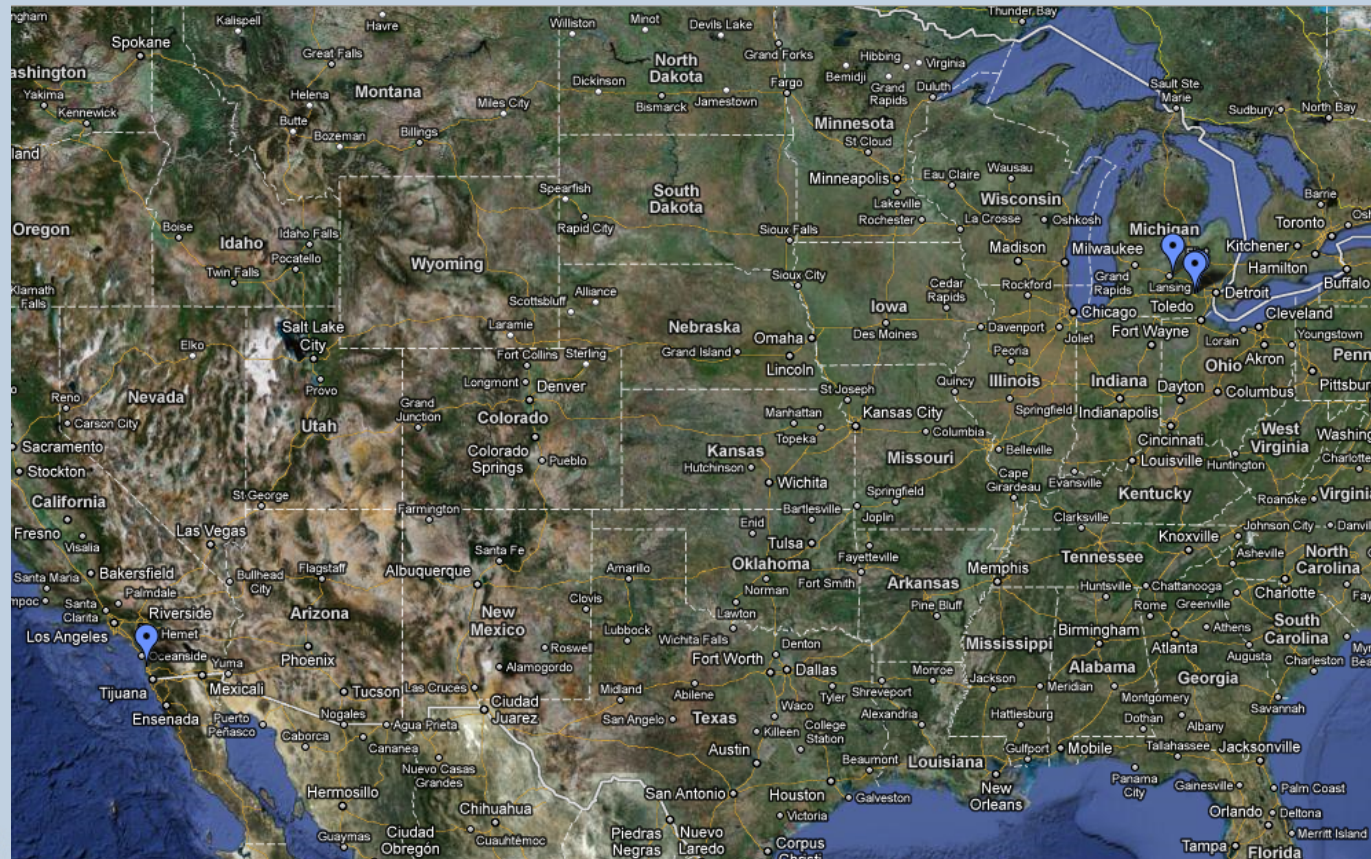 ngham
Kalispell
Havre
Williston
Minot
Devils Lake
Thunder Bay
Spokane
Great Falls
Grand Forks
Hibbing
Virginia
ashington
North
Dakota
Bemidji
Grand
Rapids
Duluth
Sault Ste.
Marie
Yakima
Kennewick
Helena
Montana
Miles City
Dickinson
Bismarck
Jamestown
Fargo
Sudbury
North Bay
Butte
Bozeman
Billings
Minnesota
St Cloud
land
Spearfish
South
Dakota
Minneapolis
Lakeville
Rochester
Eau Claire
Wausau
Wisconsin
La Crosse
Oshkosh
Barrie
Oregon
Boise
Idaho
Idaho Falls
Pocatello
Rapid City
Sioux Falls
Michigan
Toronto
Osh
Kitchener
Madison
Milwaukee
Twin Falls
Wyoming
Sioux City
Hamilton
Klamath
Falls
Scottsbluff
Alliance
Iowa
Cedar
Rapids
Rockford
Grand
Rapids
Lansing
Detroit
Buffalo
Toledo
Salt Lake
City
Laramie
Nebraska
Omaha
Des Moines
Davenport
Chicago
Joliet
Fort Wayne
Cleveland
Lorain
Youngstown
Elko
Fort Collins
Sterling
Grand Island
Lincoln
Peoria
Akron
Ohio
Penn
Provo
Longmont
Denver
St Joseph
Quincy
Illinois
Indiana
Dayton
Columbus
Pittsbur
Reno
Nevada
Carson City
Utah
Grand
Junction
Colorado
Manhattan
Topeka
Kansas City
Springfield
Indianapolis
Sacramento
Stockton
Colorado
Springs
Pueblo
Kansas
Hutchinson
Columbia
Missouri
Belleville
Cincinnati
Louisville
West
Virginia
Huntington
Washing
Charlotte
California
St George
Wichita
Springfield
Cape
Girardeau
Evansville
Kentucky
Roanoke
Virginia
Fresno
Visalia
Las Vegas
Farmington
Bartlesville
Enid
Joplin
Clarksville
Johnson City
Danvill
Santa Fe
Tulsa
Fayetteville
Tennessee
Knoxville
Asheville
North
Carolina
Santa Maria
Bakersfield
Palmdale
Bullhead
City
Flagstaff
Albuquerque
Amarillo
Oklahoma
Norman
Fort Smith
Arkansas
Memphis
Huntsville
Chattanooga
mpoc
Santa
Clarita
Riverside
Arizona
New
Mexico
Clovis
Lawton
Pine Bluff
Rome
Greenville
Charlotte
Fay
Los Angeles
Hemet
Oceanside
Phoenix
Roswell
Lubbock
Wichita Falls
Denton
Mississippi
Birmingham
Athens
South
Carolina
Atlanta
Augusta
Charleston
Myr
Bea
Yuma
Alamogordo
Fort Worth
Dallas
Monroe
Alabama
Tijuana
Mexicali
Tucson
Las Cruces
Midland
Abilene
Tyler
Shreveport
Jackson
Meridian
Georgia
Montgomery
Savannah
Ensenada
Puerto
Peñasco
Nogales
Agua Prieta
Ciudad
Juarez
San Angelo
Texas
Waco
Killeen
College
Station
Alexandria
Hattiesburg
Dothan
Albany
Caborca
Cananea
Nuevo Casas
Grandes
Austin
Beaumont
Louisiana
Gulfport
Mobile
Tallahassee
Jacksonville
Hermosillo
Chihuahua
San Antonio
Houston
Galveston
New
Orleans
Panama
City
Gainesville
Palm Coast
Guaymas
Ciudad
Obregón
Cuauhtémoc
Piedras
Negras
Nuevo
Laredo
Victoria
Corpus
Christi
Orlando
Deltona
Merritt Island
Tampa
Florida